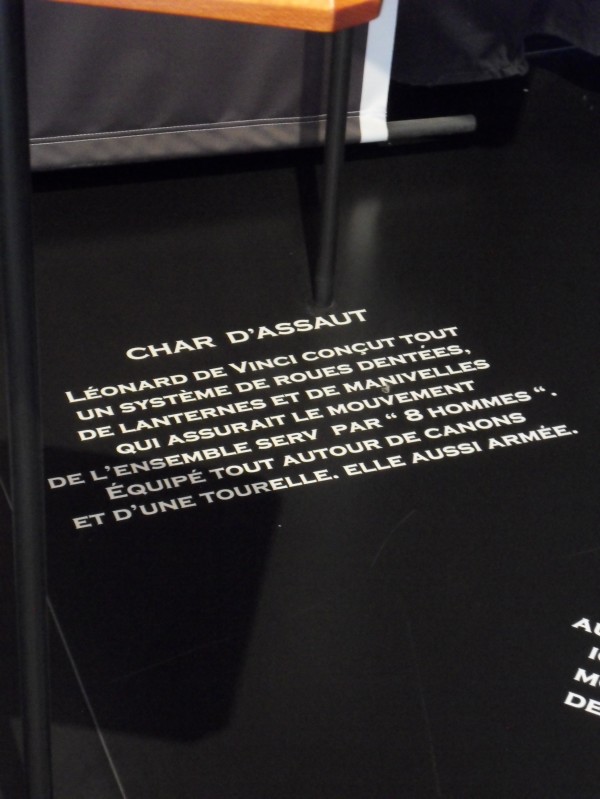 CHAR D'ASSAUT
LÉONARD DE VINCI CONÇUT TOUT
UN SYSTÈME DE ROUES DENTÉES,
DE LANTERNES ET DE MANIVELLES
QUI ASSURAIT LE MOUVEMENT
DE L'ENSEMBLE SERV PAR “ 8 HOMMES “.
ÉQUIPÉ TOUT AUTOUR DE CANONS
ET D'UNE TOURELLE. ELLE AUSSI ARMÉE.